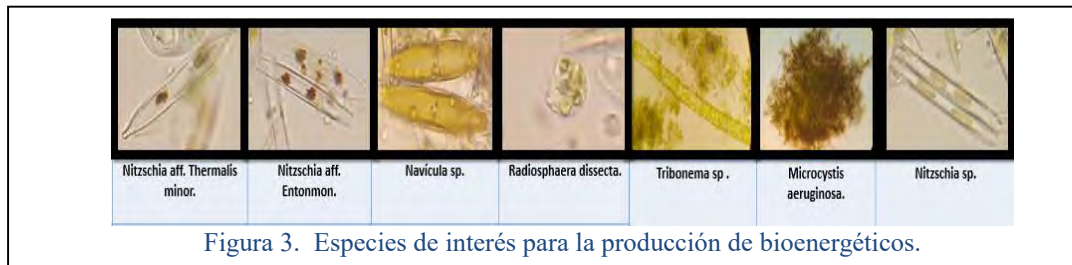 Nitzschia aff. Thermalis
minor.
Nitzschia aff.
Entonmon.
Navícula sp.
Radiosphaera dissecta.
Tribonema sp .
Microcystis
aeruginosa.
Nitzschia sp.
Figura 3. Especies de interés para la producción de bioenergéticos.